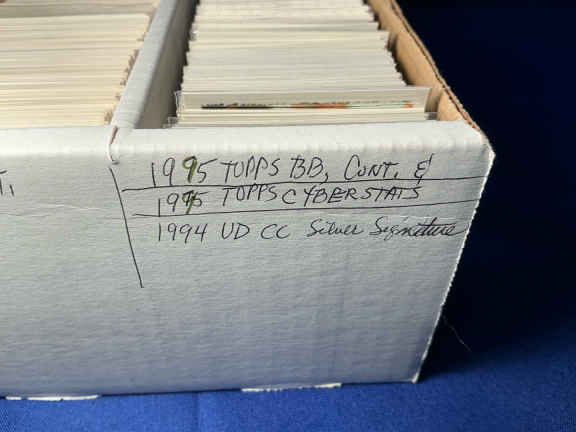 T,
1995 TOPPS BB, CONT. &
1995 TOPPS CYBERSTATS
1994 UD CC Silver Signature